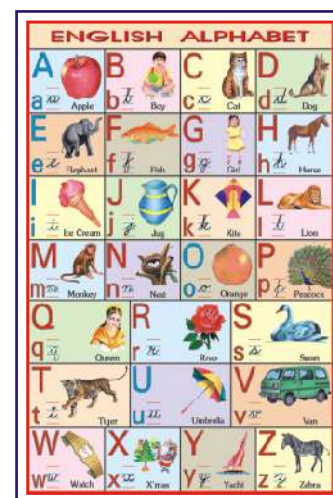 ENGLISH ALPHABET
A B C D
a a b b c c d d
Apple Boy Cat Dog
E F G H
e e f f g g h h
Elephant Fish Girl Horse
I J K L
i i j j k k l l
Ice Cream Jug Kite Lion
M N O P
m m n n o o p p
Monkey Nest Orange Peacock
Q R S
q q r r s s
Queen Rose Swan
T U V
t t u u v v
Tiger Umbrella Van
W X Y Z
w w x x y y z z
Watch X'mas Yacht Zebra